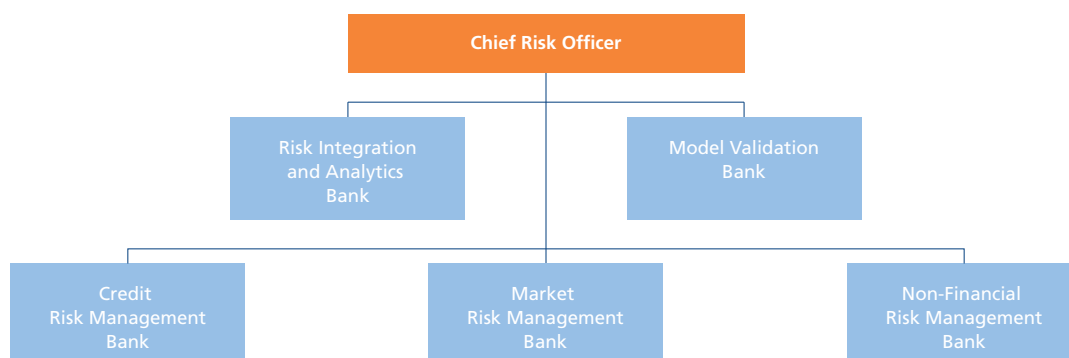 Chief Risk Officer
Risk Integration
and Analytics
Bank
Model Validation
Bank
Credit
Risk Management
Bank
Market
Risk Management
Bank
Non-Financial
Risk Management
Bank